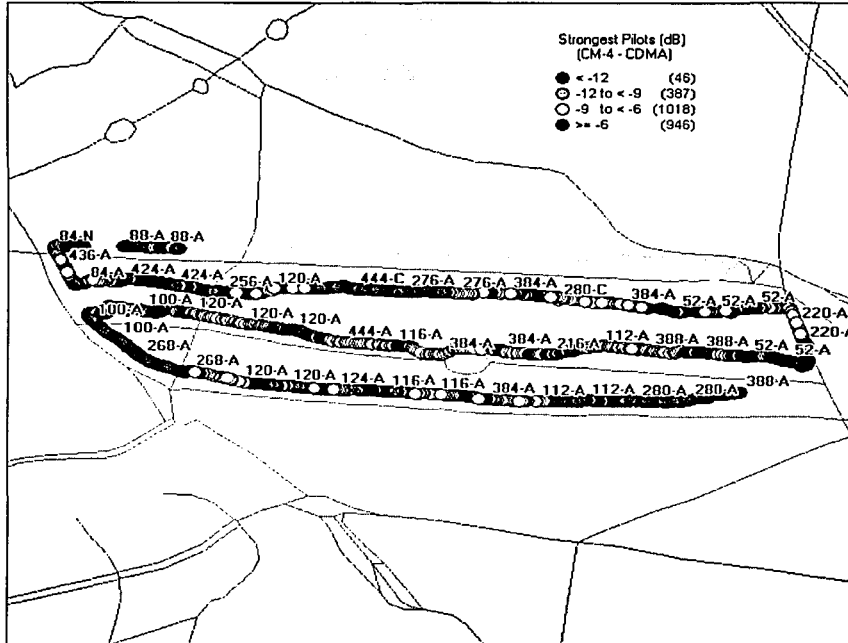 Strongest Pilots (dB)
(CM-4 - CDMA)
< -12 (46)
-12 to < -9 (387)
-9 to < -6 (1018)
>= -6 (946)
84-N 88-A 88-A
436-A
84-A 424-A 424-A 256-A 120-A 444-C 276-A 276-A 384-A 280-C 384-A 52-A 52-A 52-A
220-A
220-A
100-A 100-A 120-A 120-A 120-A 444-A 116-A 384-A 384-A 216-A 112-A 388-A 388-A 52-A 52-A
100-A
268-A
268-A 120-A 120-A 124-A 116-A 116-A 384-A 112-A 112-A 280-A 280-A 388-A